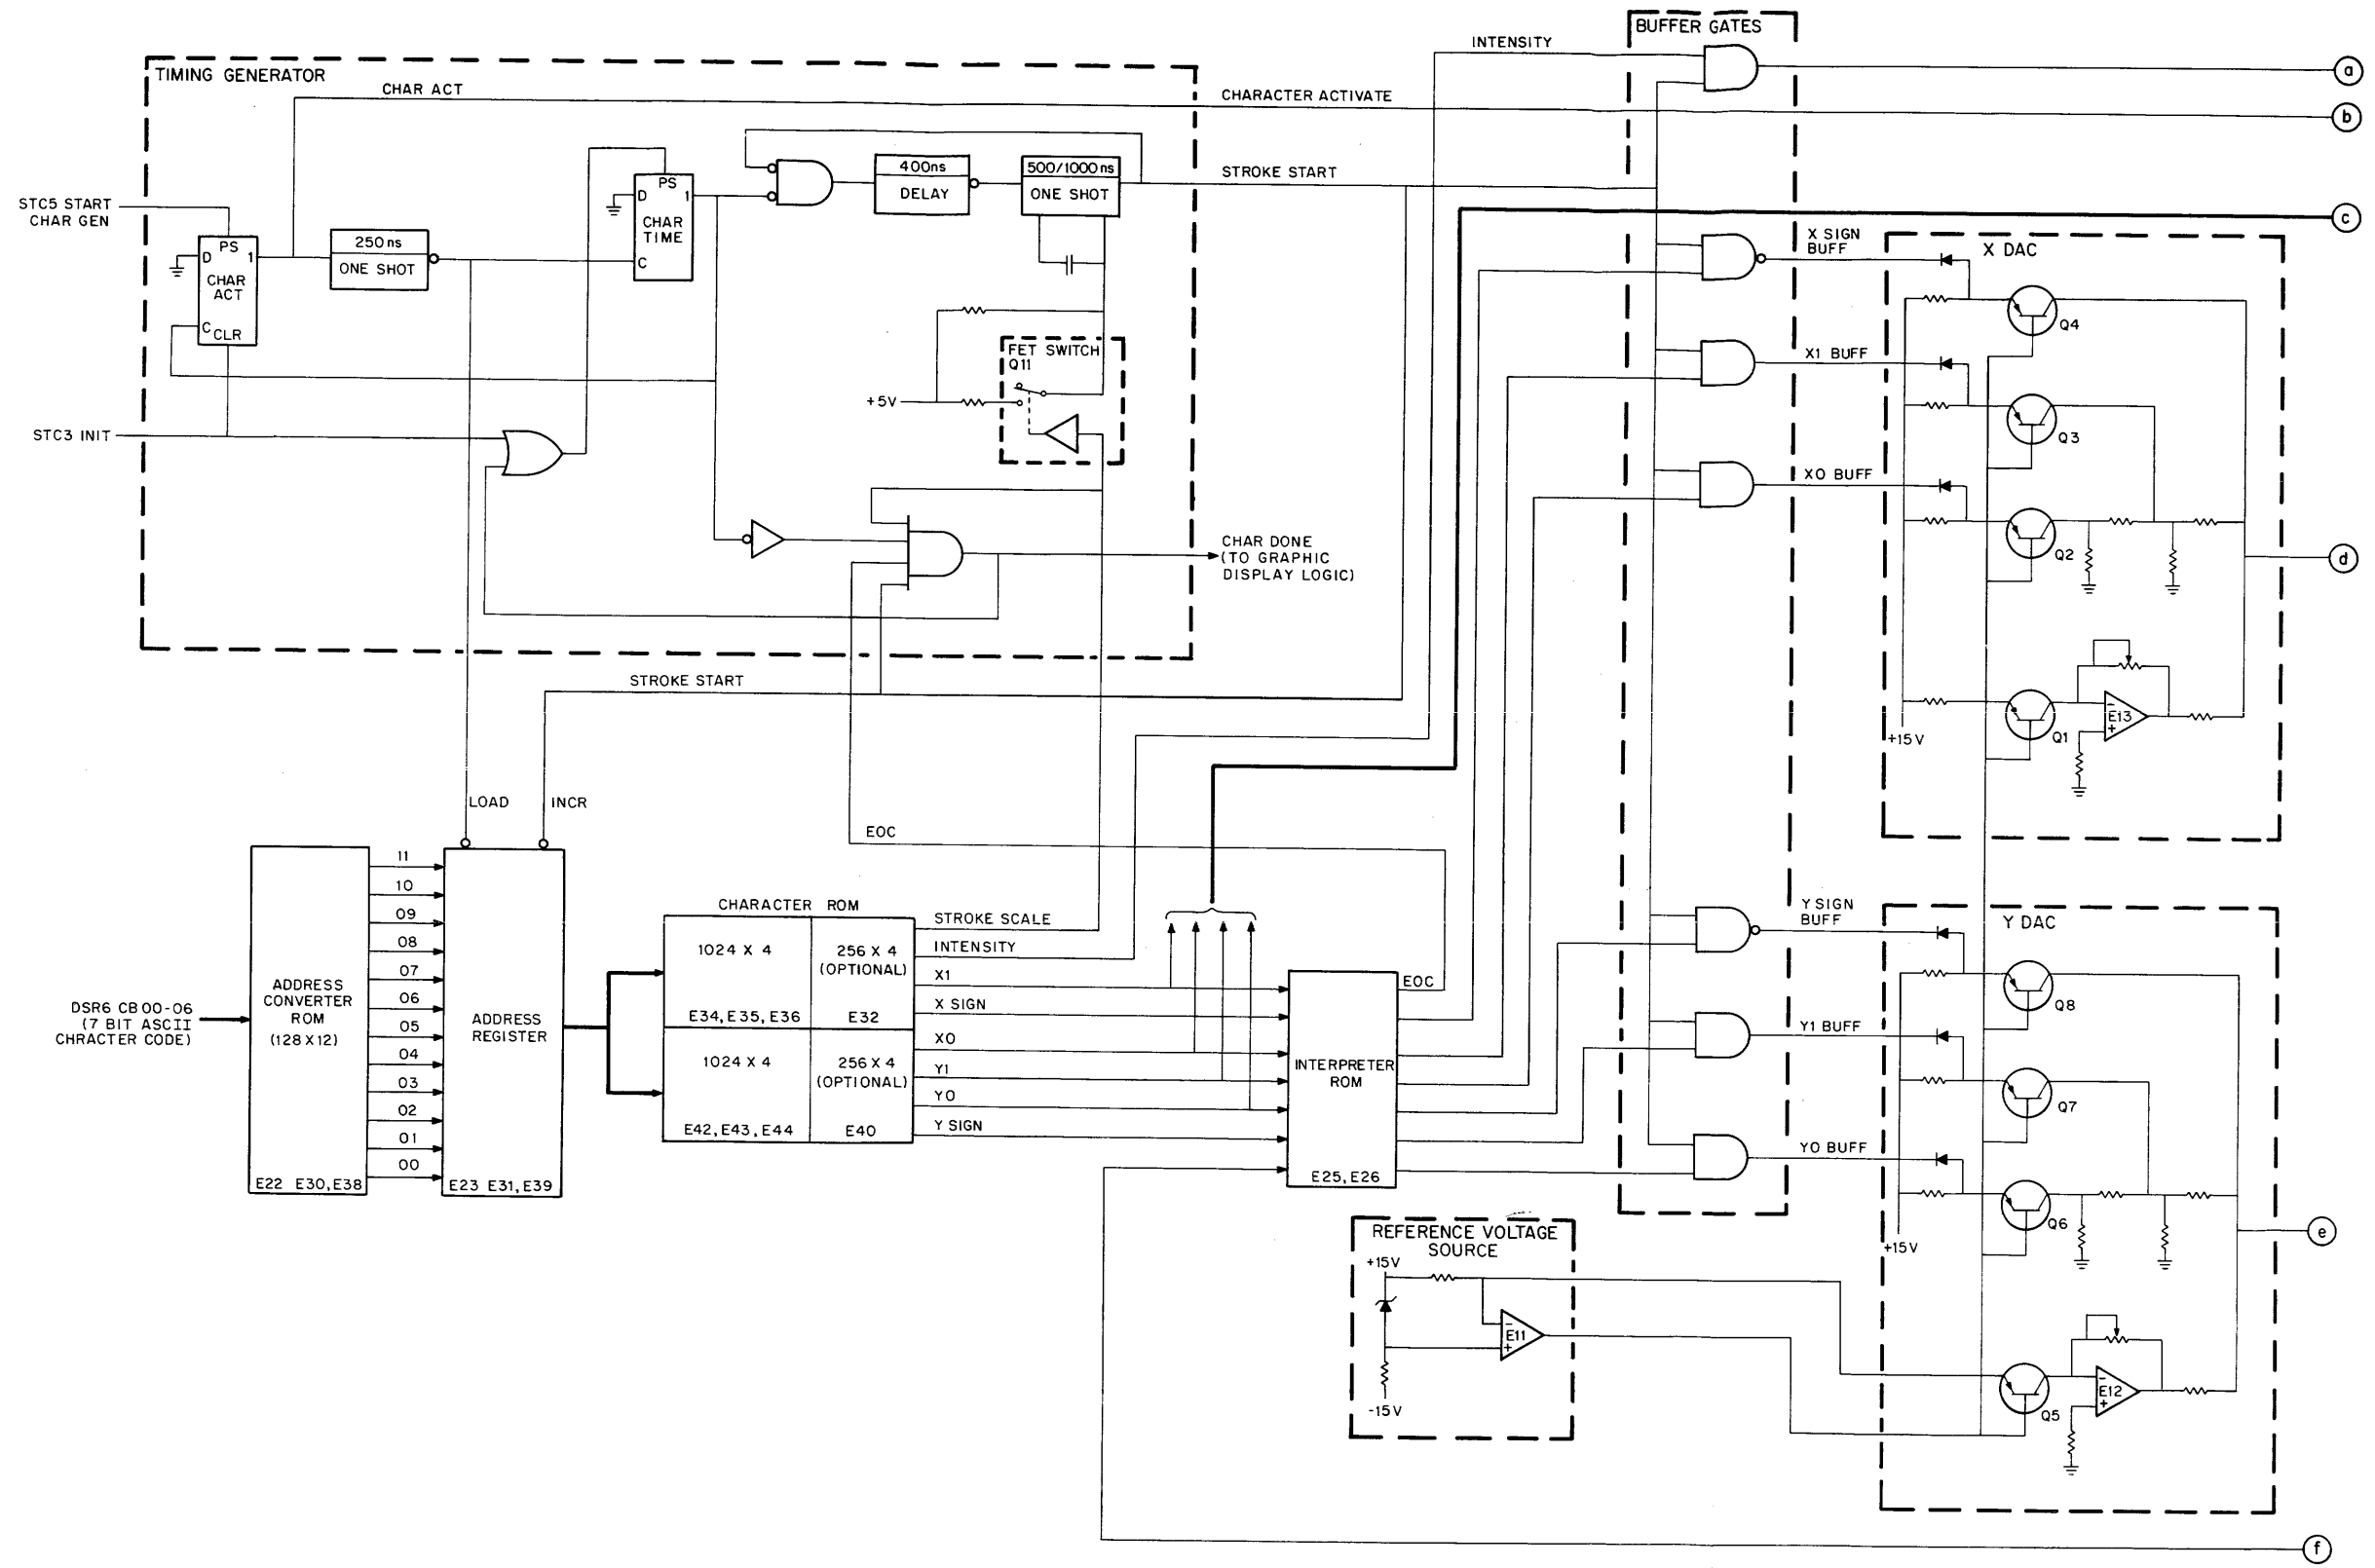 BUFFER GATES
INTENSITY
TIMING GENERATOR
a
CHAR ACT
CHARACTER ACTIVATE
b
400ns
DELAY
500/1000ns
ONE SHOT
STROKE START
STC5 START
CHAR GEN
PS
D
1
CHAR
TIME
C
c
PS
D
1
CHAR
ACT
C
CLR
250ns
ONE SHOT
X SIGN
BUFF
X DAC
Q4
FET SWITCH
Q11
X1 BUFF
+5V
Q3
STC3 INIT
X0 BUFF
CHAR DONE
(TO GRAPHIC
DISPLAY LOGIC)
Q2
d
STROKE START
-
E13
+
Q1
+15V
LOAD
INCR
EOC
11
10
09
08
07
06
05
04
03
02
01
00
DSR6 CB00-06
(7 BIT ASCII
CHRACTER CODE)
ADDRESS
CONVERTER
ROM
(128X12)
E22 E30,E38
ADDRESS
REGISTER
E23 E31,E39
CHARACTER ROM
1024 X 4
256 X 4
(OPTIONAL)
E34,E35,E36
E32
1024 X 4
256 X 4
(OPTIONAL)
E42,E43,E44
E40
STROKE SCALE
INTENSITY
X1
X SIGN
X0
Y1
Y0
Y SIGN
EOC
INTERPRETER
ROM
E25,E26
Y SIGN
BUFF
Y DAC
Q8
Y1 BUFF
Q7
Y0 BUFF
Q6
+15V
e
REFERENCE VOLTAGE
SOURCE
+15V
-
E11
+
-15V
-
E12
+
Q5
f